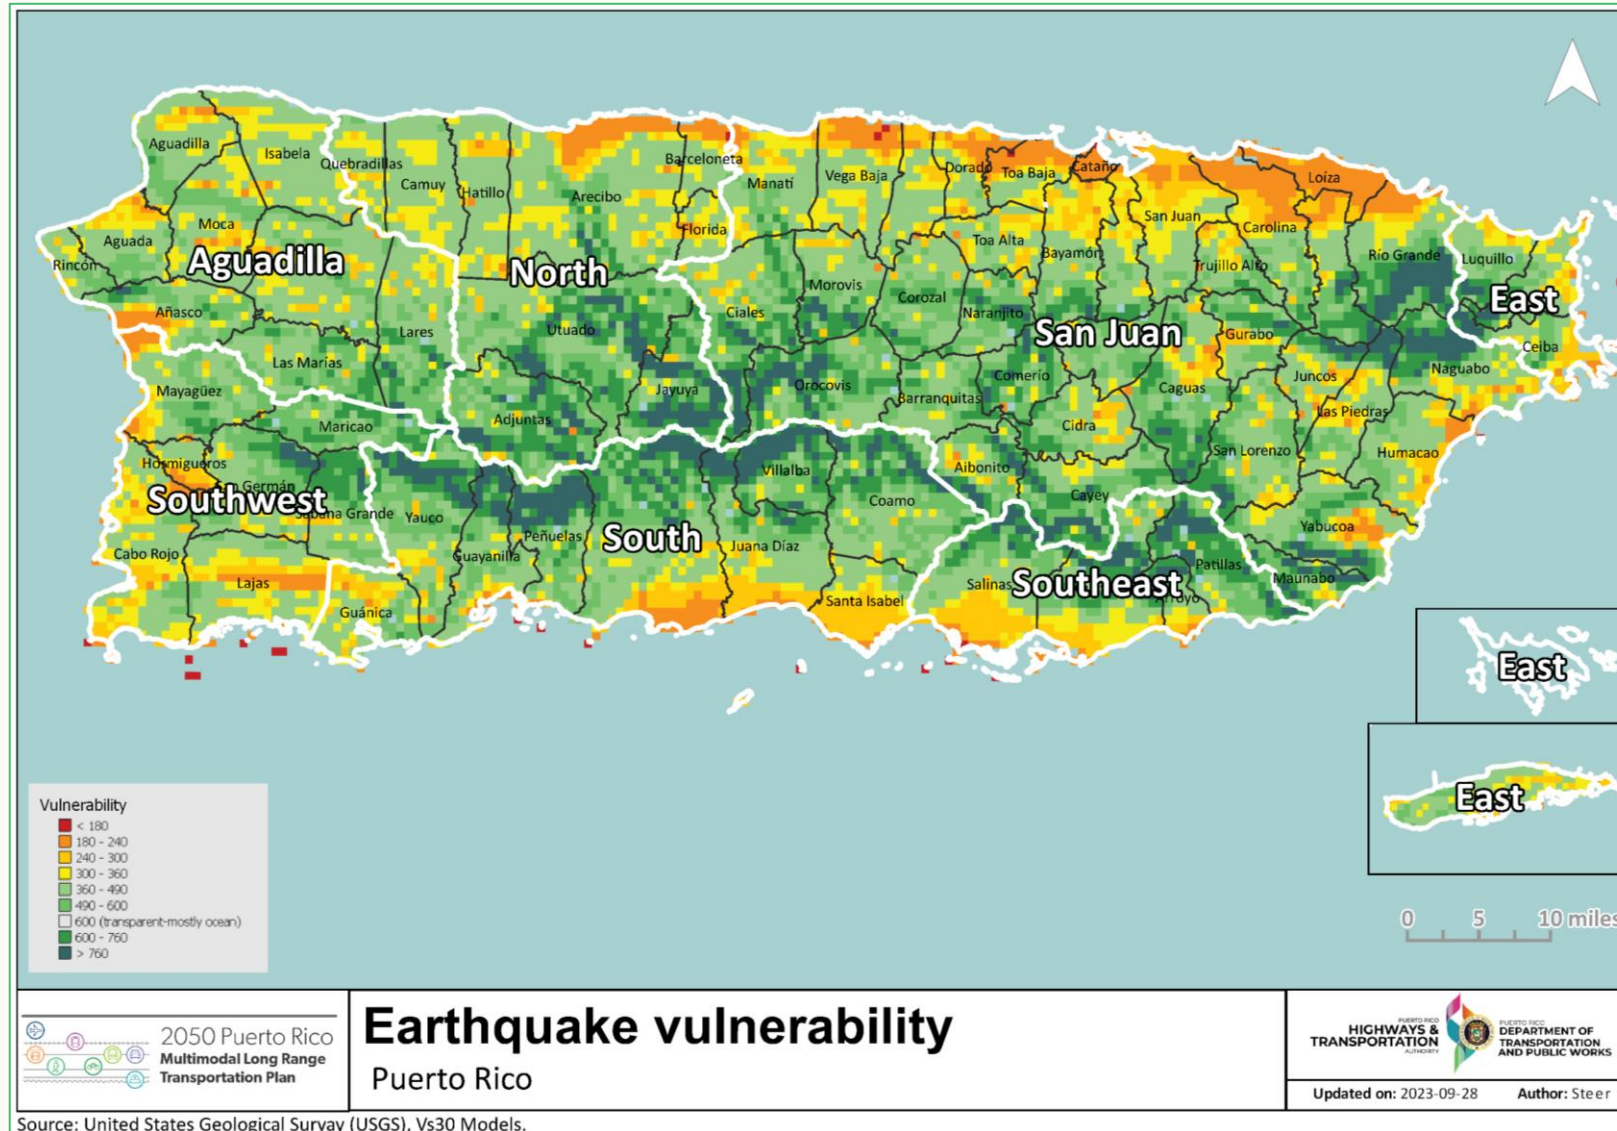 Aguadilla
Isabela
Quebradillas
Camuy
Hatillo
Arecibo
Barceloneta
Manatí
Vega Baja
Dorado
Toa Baja
Cataño
Loíza
San Juan
Carolina
Moca
Aguada
Rincón
Aguadilla
North
Florida
Toa Alta
Bayamón
Trujillo Alto
Río Grande
Luquillo
East
Añasco
Lares
Utuado
Ciales
Morovis
Corozal
Naranjito
San Juan
Gurabo
Ceiba
Las Marías
Mayagüez
Jayuya
Orocovis
Comerío
Caguas
Juncos
Naguabo
Barranquitas
Maricao
Adjuntas
Cidra
Las Piedras
Hormigueros
Villalba
Aibonito
San Lorenzo
Humacao
Southwest
Germán
Sabana Grande
Yauco
Peñuelas
South
Coamo
Cayey
Yabucoa
Cabo Rojo
Lajas
Guánica
Guayanilla
Juana Díaz
Santa Isabel
Salinas
Southeast
Arroyo
Patillas
Maunabo
East
East
Vulnerability
< 180
180 - 240
240 - 300
300 - 360
360 - 490
490 - 600
600 (transparent-mostly ocean)
600 - 760
> 760
0 5 10 miles
2050 Puerto Rico
Multimodal Long Range
Transportation Plan
Earthquake vulnerability
Puerto Rico
PUERTO RICO
HIGHWAYS &
TRANSPORTATION
AUTHORITY
PUERTO RICO
DEPARTMENT OF
TRANSPORTATION
AND PUBLIC WORKS
Updated on: 2023-09-28 Author: Steer
Source: United States Geological Survay (USGS), Vs30 Models.